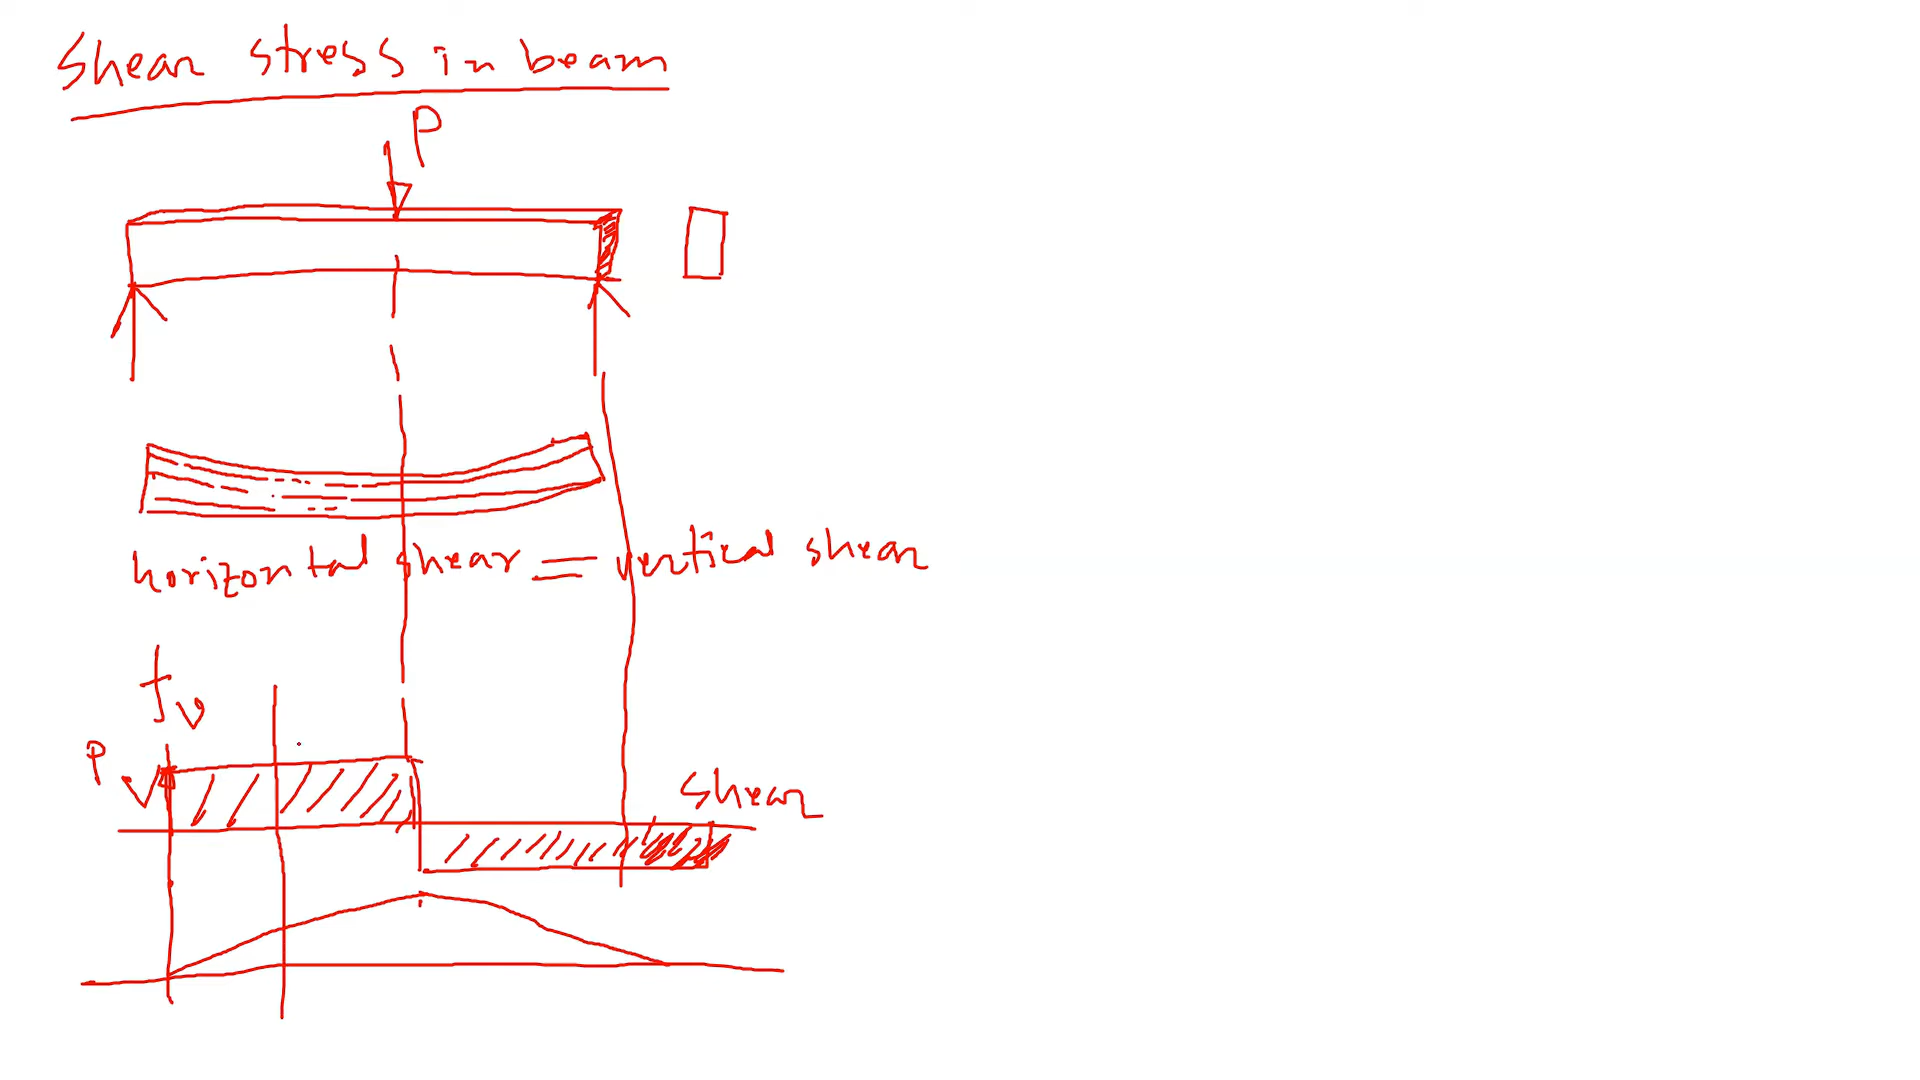 shear stress in beam
P
horizontal shear = vertical shear
fv
P
V
shear